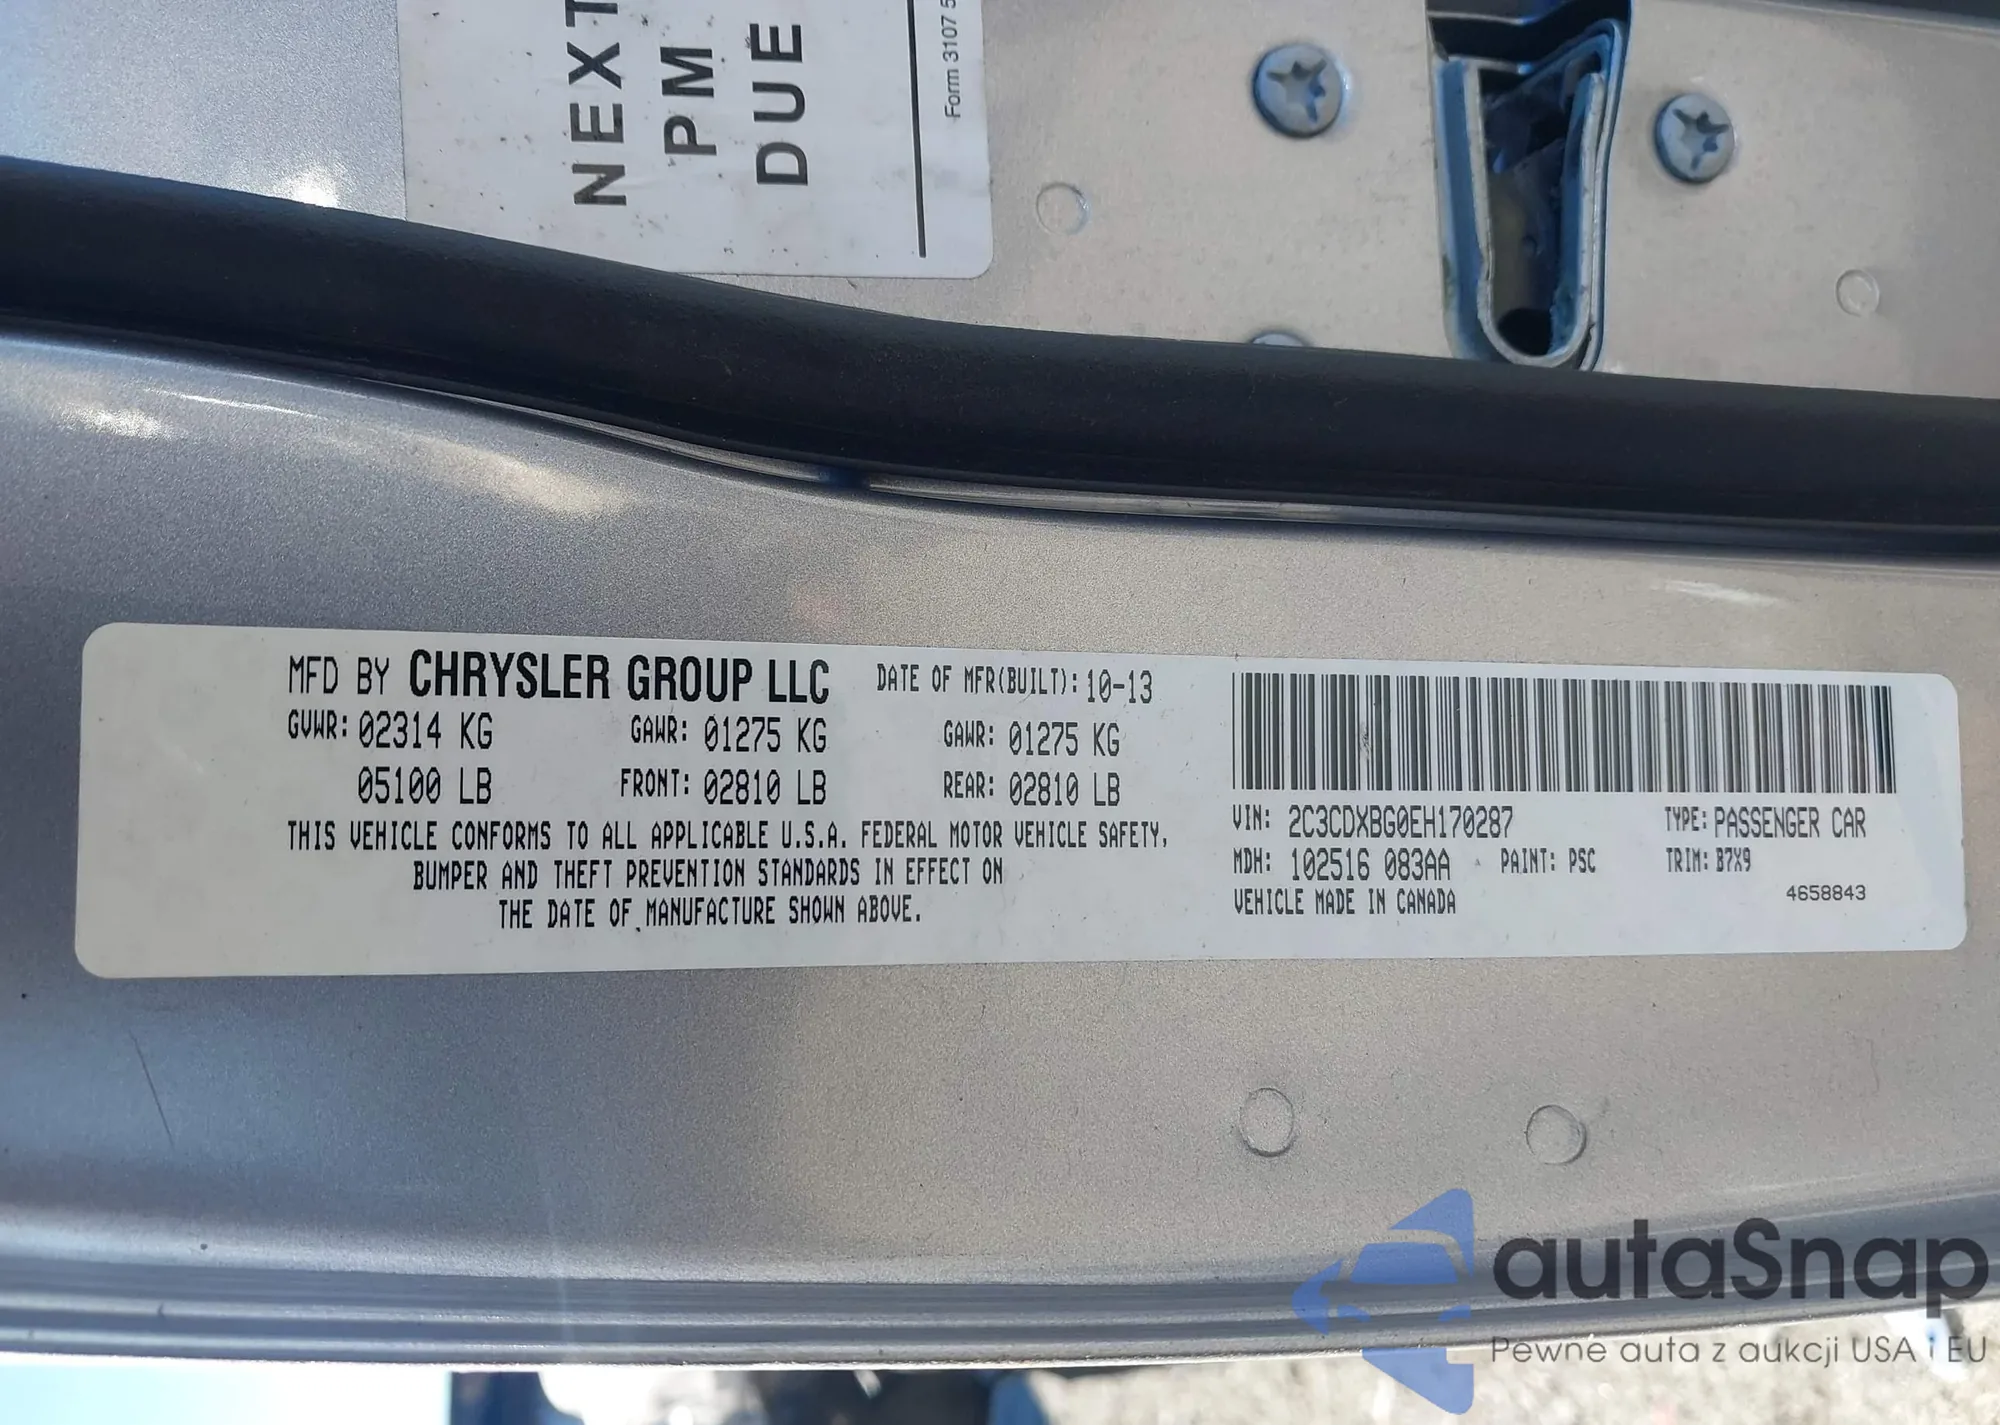 NEXT
PM
DUE
Form 3107 5
MFD BY CHRYSLER GROUP LLC DATE OF MFR(BUILT): 10-13
GVWR: 02314 KG GAWR: 01275 KG GAWR: 01275 KG
05100 LB FRONT: 02810 LB REAR: 02810 LB
THIS VEHICLE CONFORMS TO ALL APPLICABLE U.S.A. FEDERAL MOTOR VEHICLE SAFETY,
BUMPER AND THEFT PREVENTION STANDARDS IN EFFECT ON
THE DATE OF MANUFACTURE SHOWN ABOVE.
VIN: 2C3CDXBG0EH170287 TYPE: PASSENGER CAR
MDH: 102516 083AA PAINT: PSC TRIM: B7X9
VEHICLE MADE IN CANADA 4658843
autaSnap
Pewne auta z aukcji USA i EU